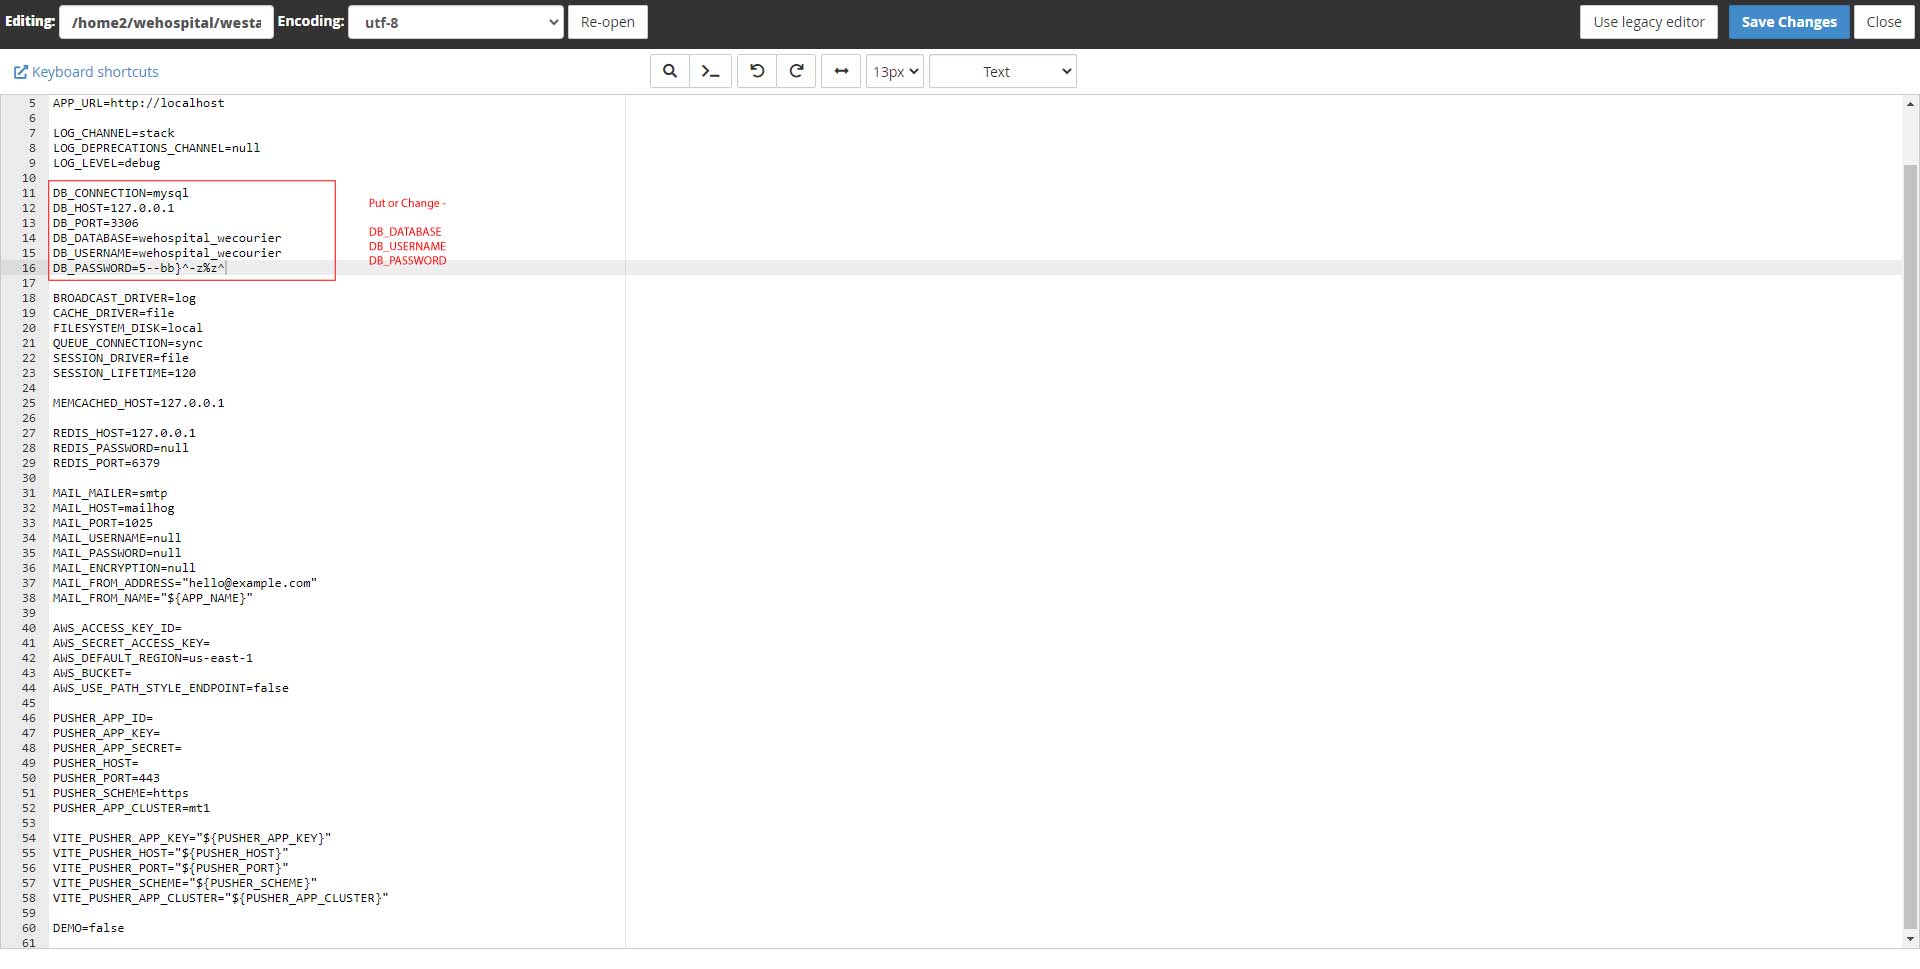 Editing: /home2/wehospital/westa Encoding: utf-8 Re-open Use legacy editor Save Changes Close
Keyboard shortcuts 13px Text
5 APP_URL=http://localhost
6
7 LOG_CHANNEL=stack
8 LOG_DEPRECATIONS_CHANNEL=null
9 LOG_LEVEL=debug
10
11 DB_CONNECTION=mysql
12 DB_HOST=127.0.0.1
13 DB_PORT=3306
14 DB_DATABASE=wehospital_wecourier
15 DB_USERNAME=wehospital_wecourier
16 DB_PASSWORD=5--bb}^-z%z^
Put or Change -
DB_DATABASE
DB_USERNAME
DB_PASSWORD
17
18 BROADCAST_DRIVER=log
19 CACHE_DRIVER=file
20 FILESYSTEM_DISK=local
21 QUEUE_CONNECTION=sync
22 SESSION_DRIVER=file
23 SESSION_LIFETIME=120
24
25 MEMCACHED_HOST=127.0.0.1
26
27 REDIS_HOST=127.0.0.1
28 REDIS_PASSWORD=null
29 REDIS_PORT=6379
30
31 MAIL_MAILER=smtp
32 MAIL_HOST=mailhog
33 MAIL_PORT=1025
34 MAIL_USERNAME=null
35 MAIL_PASSWORD=null
36 MAIL_ENCRYPTION=null
37 MAIL_FROM_ADDRESS="hello@example.com"
38 MAIL_FROM_NAME="${APP_NAME}"
39
40 AWS_ACCESS_KEY_ID=
41 AWS_SECRET_ACCESS_KEY=
42 AWS_DEFAULT_REGION=us-east-1
43 AWS_BUCKET=
44 AWS_USE_PATH_STYLE_ENDPOINT=false
45
46 PUSHER_APP_ID=
47 PUSHER_APP_KEY=
48 PUSHER_APP_SECRET=
49 PUSHER_HOST=
50 PUSHER_PORT=443
51 PUSHER_SCHEME=https
52 PUSHER_APP_CLUSTER=mt1
53
54 VITE_PUSHER_APP_KEY="${PUSHER_APP_KEY}"
55 VITE_PUSHER_HOST="${PUSHER_HOST}"
56 VITE_PUSHER_PORT="${PUSHER_PORT}"
57 VITE_PUSHER_SCHEME="${PUSHER_SCHEME}"
58 VITE_PUSHER_APP_CLUSTER="${PUSHER_APP_CLUSTER}"
59
60 DEMO=false
61